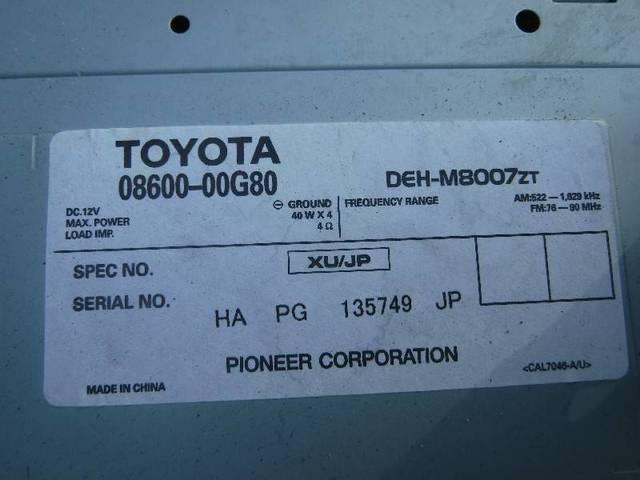 TOYOTA
08600-00G80
DEH-M8007ZT
DC.12V ⊖ GROUND
MAX. POWER 40 W X 4
LOAD IMP. 4 Ω
FREQUENCY RANGE AM:522 — 1,629 kHz
FM:76 — 90 MHz
SPEC NO. XU/JP
SERIAL NO. HA PG 135749 JP
PIONEER CORPORATION
MADE IN CHINA
<CAL7046-A/U>